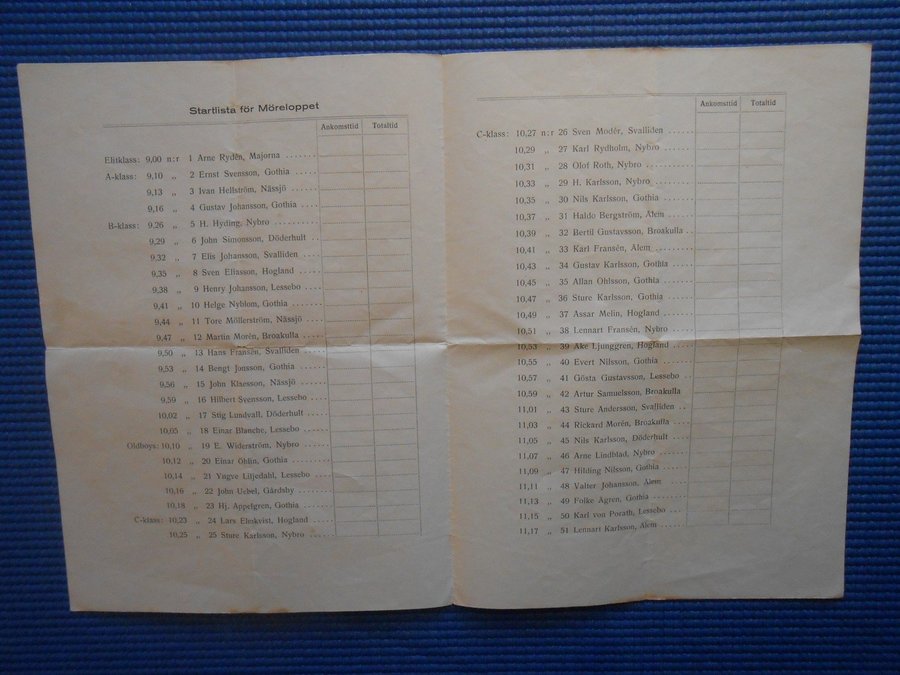 Startlista för Möreloppet
Ankomsttid Totaltid
Elitklass: 9,00 n:r 1 Arne Rydén, Majorna .......
A-klass: 9,10 „ 2 Ernst Svensson, Gothia .....
9,13 „ 3 Ivan Hellström, Nässjö .....
9,16 „ 4 Gustav Johansson, Gothia .....
B-klass: 9,26 „ 5 H. Hyding, Nybro ........
9,29 „ 6 John Simonsson, Döderhult ..
9,32 „ 7 Elis Johansson, Svalliden .....
9,35 „ 8 Sven Eliasson, Hogland .....
9,38 „ 9 Henry Johansson, Lessebo ....
9,41 „ 10 Helge Nyblom, Gothia .....
9,44 „ 11 Tore Möllerström, Nässjö ....
9,47 „ 12 Martin Morén, Broakulla ....
9,50 „ 13 Hans Fransén, Svalliden .....
9,53 „ 14 Bengt Jonsson, Gothia .....
9,56 „ 15 John Klaesson, Nässjö .....
9,59 „ 16 Hilbert Svensson, Lessebo ....
10,02 „ 17 Stig Lundvall, Döderhult ....
10,05 „ 18 Einar Blanche, Lessebo .....
Oldboys: 10,10 „ 19 E. Widerström, Nybro .....
10,12 „ 20 Einar Öhlin, Gothia .......
10,14 „ 21 Yngve Liljedahl, Lessebo ....
10,16 „ 22 John Uebel, Gårdsby ......
10,18 „ 23 Hj. Appelgren, Gothia ......
C-klass: 10,23 „ 24 Lars Elmkvist, Hogland ....
10,25 „ 25 Sture Karlsson, Nybro .....
Ankomsttid Totaltid
C-klass: 10,27 n:r 26 Sven Modér, Svalliden .....
10,29 „ 27 Karl Rydholm, Nybro .....
10,31 „ 28 Olof Roth, Nybro ........
10,33 „ 29 H. Karlsson, Nybro .......
10,35 „ 30 Nils Karlsson, Gothia .....
10,37 „ 31 Haldo Bergström, Ålem ....
10,39 „ 32 Bertil Gustavsson, Broakulla ..
10,41 „ 33 Karl Fransén, Alem .......
10,43 „ 34 Gustav Karlsson, Gothia ....
10,45 „ 35 Allan Ohlsson, Gothia .....
10,47 „ 36 Sture Karlsson, Gothia .....
10,49 „ 37 Assar Melin, Hogland .....
10,51 „ 38 Lennart Fransén, Nybro ....
10,53 „ 39 Åke Ljunggren, Hogland ....
10,55 „ 40 Evert Nilsson, Gothia .....
10,57 „ 41 Gösta Gustavsson, Lessebo ..
10,59 „ 42 Artur Samuelsson, Broakulla
11,01 „ 43 Sture Andersson, Svalliden ..
11,03 „ 44 Rickard Morén, Broakulla ....
11,05 „ 45 Nils Karlsson, Döderhult ....
11,07 „ 46 Arne Lindblad, Nybro .....
11,09 „ 47 Hilding Nilsson, Gothia .....
11,11 „ 48 Valter Johansson, Ålem ....
11,13 „ 49 Folke Ågren, Gothia ......
11,15 „ 50 Karl von Porath, Lessebo ....
11,17 „ 51 Lennart Karlsson, Ålem .....